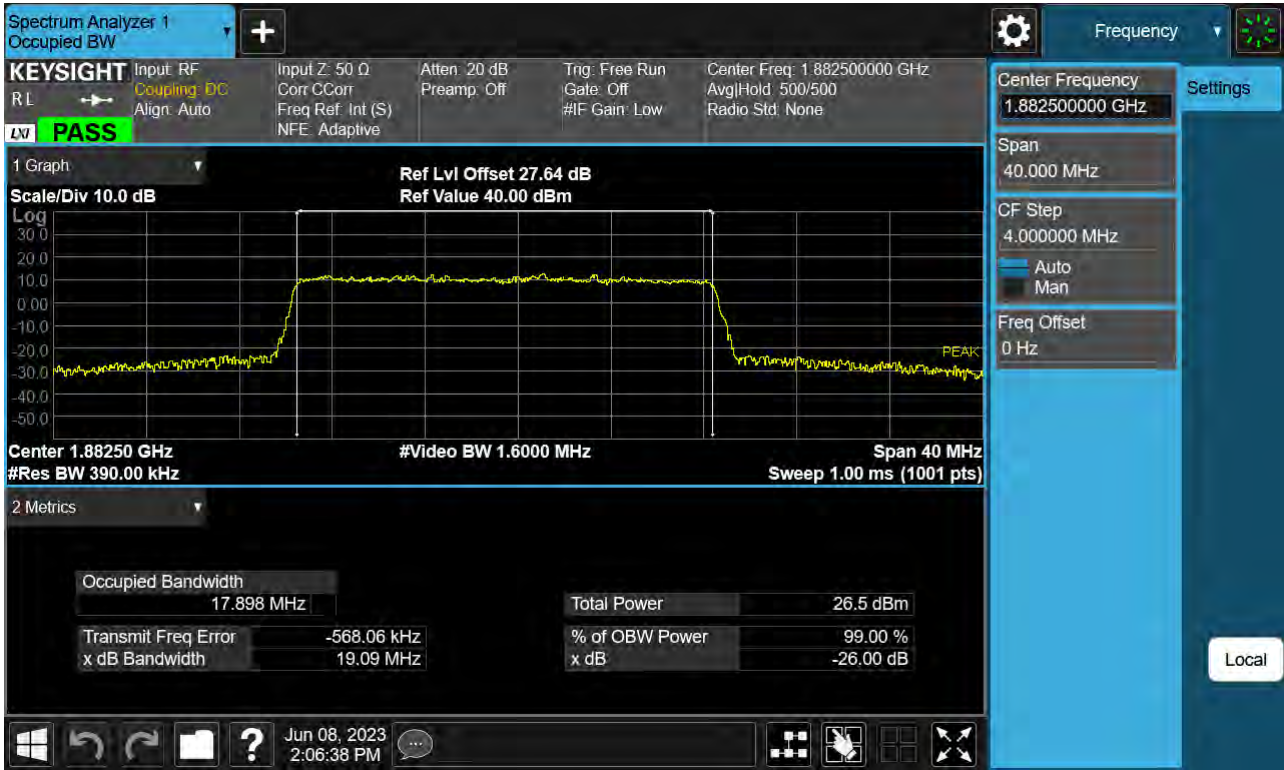 Spectrum Analyzer 1
Occupied BW
Frequency
KEYSIGHT
R L
LXI
PASS
Input: RF
Coupling: DC
Align: Auto
Input Z: 50 Ω
Corr CCorr
Freq Ref: Int (S)
NFE: Adaptive
Atten: 20 dB
Preamp: Off
Trig: Free Run
Gate: Off
#IF Gain: Low
Center Freq: 1.882500000 GHz
Avg|Hold: 500/500
Radio Std: None
Center Frequency
1.882500000 GHz
Settings
Span
40.000 MHz
CF Step
4.000000 MHz
Auto
Man
Freq Offset
0 Hz
1 Graph
Scale/Div 10.0 dB
Ref Lvl Offset 27.64 dB
Ref Value 40.00 dBm
Log
30.0
20.0
10.0
0.00
-10.0
-20.0
-30.0
-40.0
-50.0
PEAK
Center 1.88250 GHz
#Res BW 390.00 kHz
#Video BW 1.6000 MHz
Span 40 MHz
Sweep 1.00 ms (1001 pts)
2 Metrics
Occupied Bandwidth
17.898 MHz
Total Power 26.5 dBm
Transmit Freq Error -568.06 kHz
% of OBW Power 99.00 %
x dB Bandwidth 19.09 MHz
x dB -26.00 dB
Local
?
Jun 08, 2023
2:06:38 PM